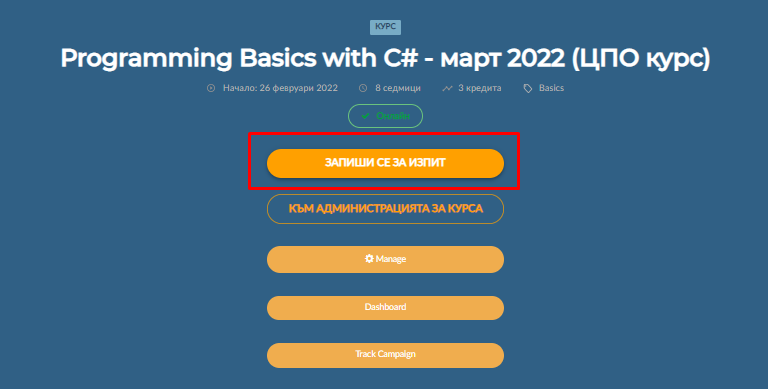 КУРС
Programming Basics with C# - март 2022 (ЦПО курс)
Начало: 26 февруари 2022 8 седмици 3 кредита Basics
Онлайн
ЗАПИШИ СЕ ЗА ИЗПИТ
КЪМ АДМИНИСТРАЦИЯТА ЗА КУРСА
Manage
Dashboard
Track Campaign